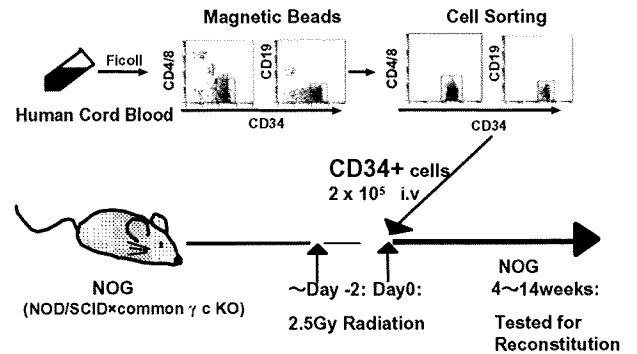 Magnetic Beads
Cell Sorting
Ficoll
CD4/8
CD19
CD4/8
CD19
Human Cord Blood
CD34
CD34
CD34+ cells
2 x 10⁵ i.v
NOG
(NOD/SCID×common γ c KO)
～Day -2: Day0:
2.5Gy Radiation
NOG
4～14weeks:
Tested for
Reconstitution